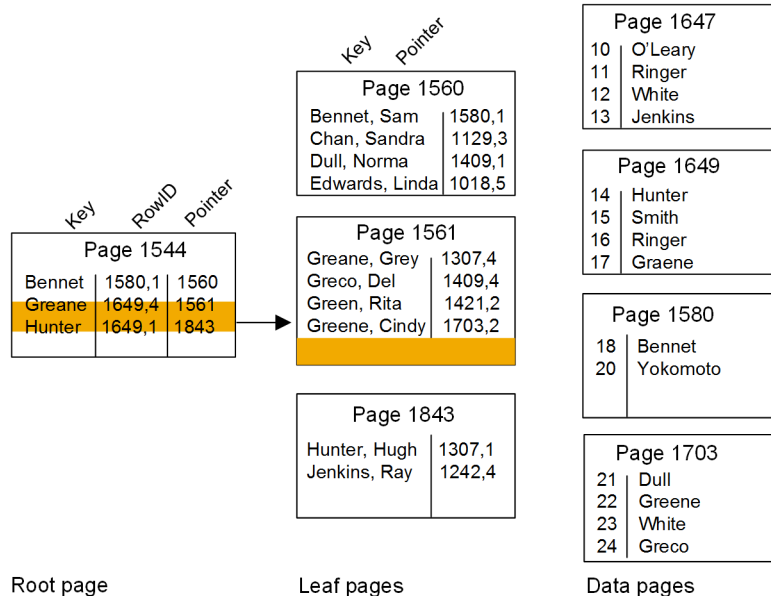 Key RowID Pointer
Page 1544
Bennet 1580,1 1560
Greane 1649,4 1561
Hunter 1649,1 1843
Root page
Key Pointer
Page 1560
Bennet, Sam 1580,1
Chan, Sandra 1129,3
Dull, Norma 1409,1
Edwards, Linda 1018,5
Page 1561
Greane, Grey 1307,4
Greco, Del 1409,4
Green, Rita 1421,2
Greene, Cindy 1703,2
Page 1843
Hunter, Hugh 1307,1
Jenkins, Ray 1242,4
Leaf pages
Page 1647
10 O'Leary
11 Ringer
12 White
13 Jenkins
Page 1649
14 Hunter
15 Smith
16 Ringer
17 Graene
Page 1580
18 Bennet
20 Yokomoto
Page 1703
21 Dull
22 Greene
23 White
24 Greco
Data pages